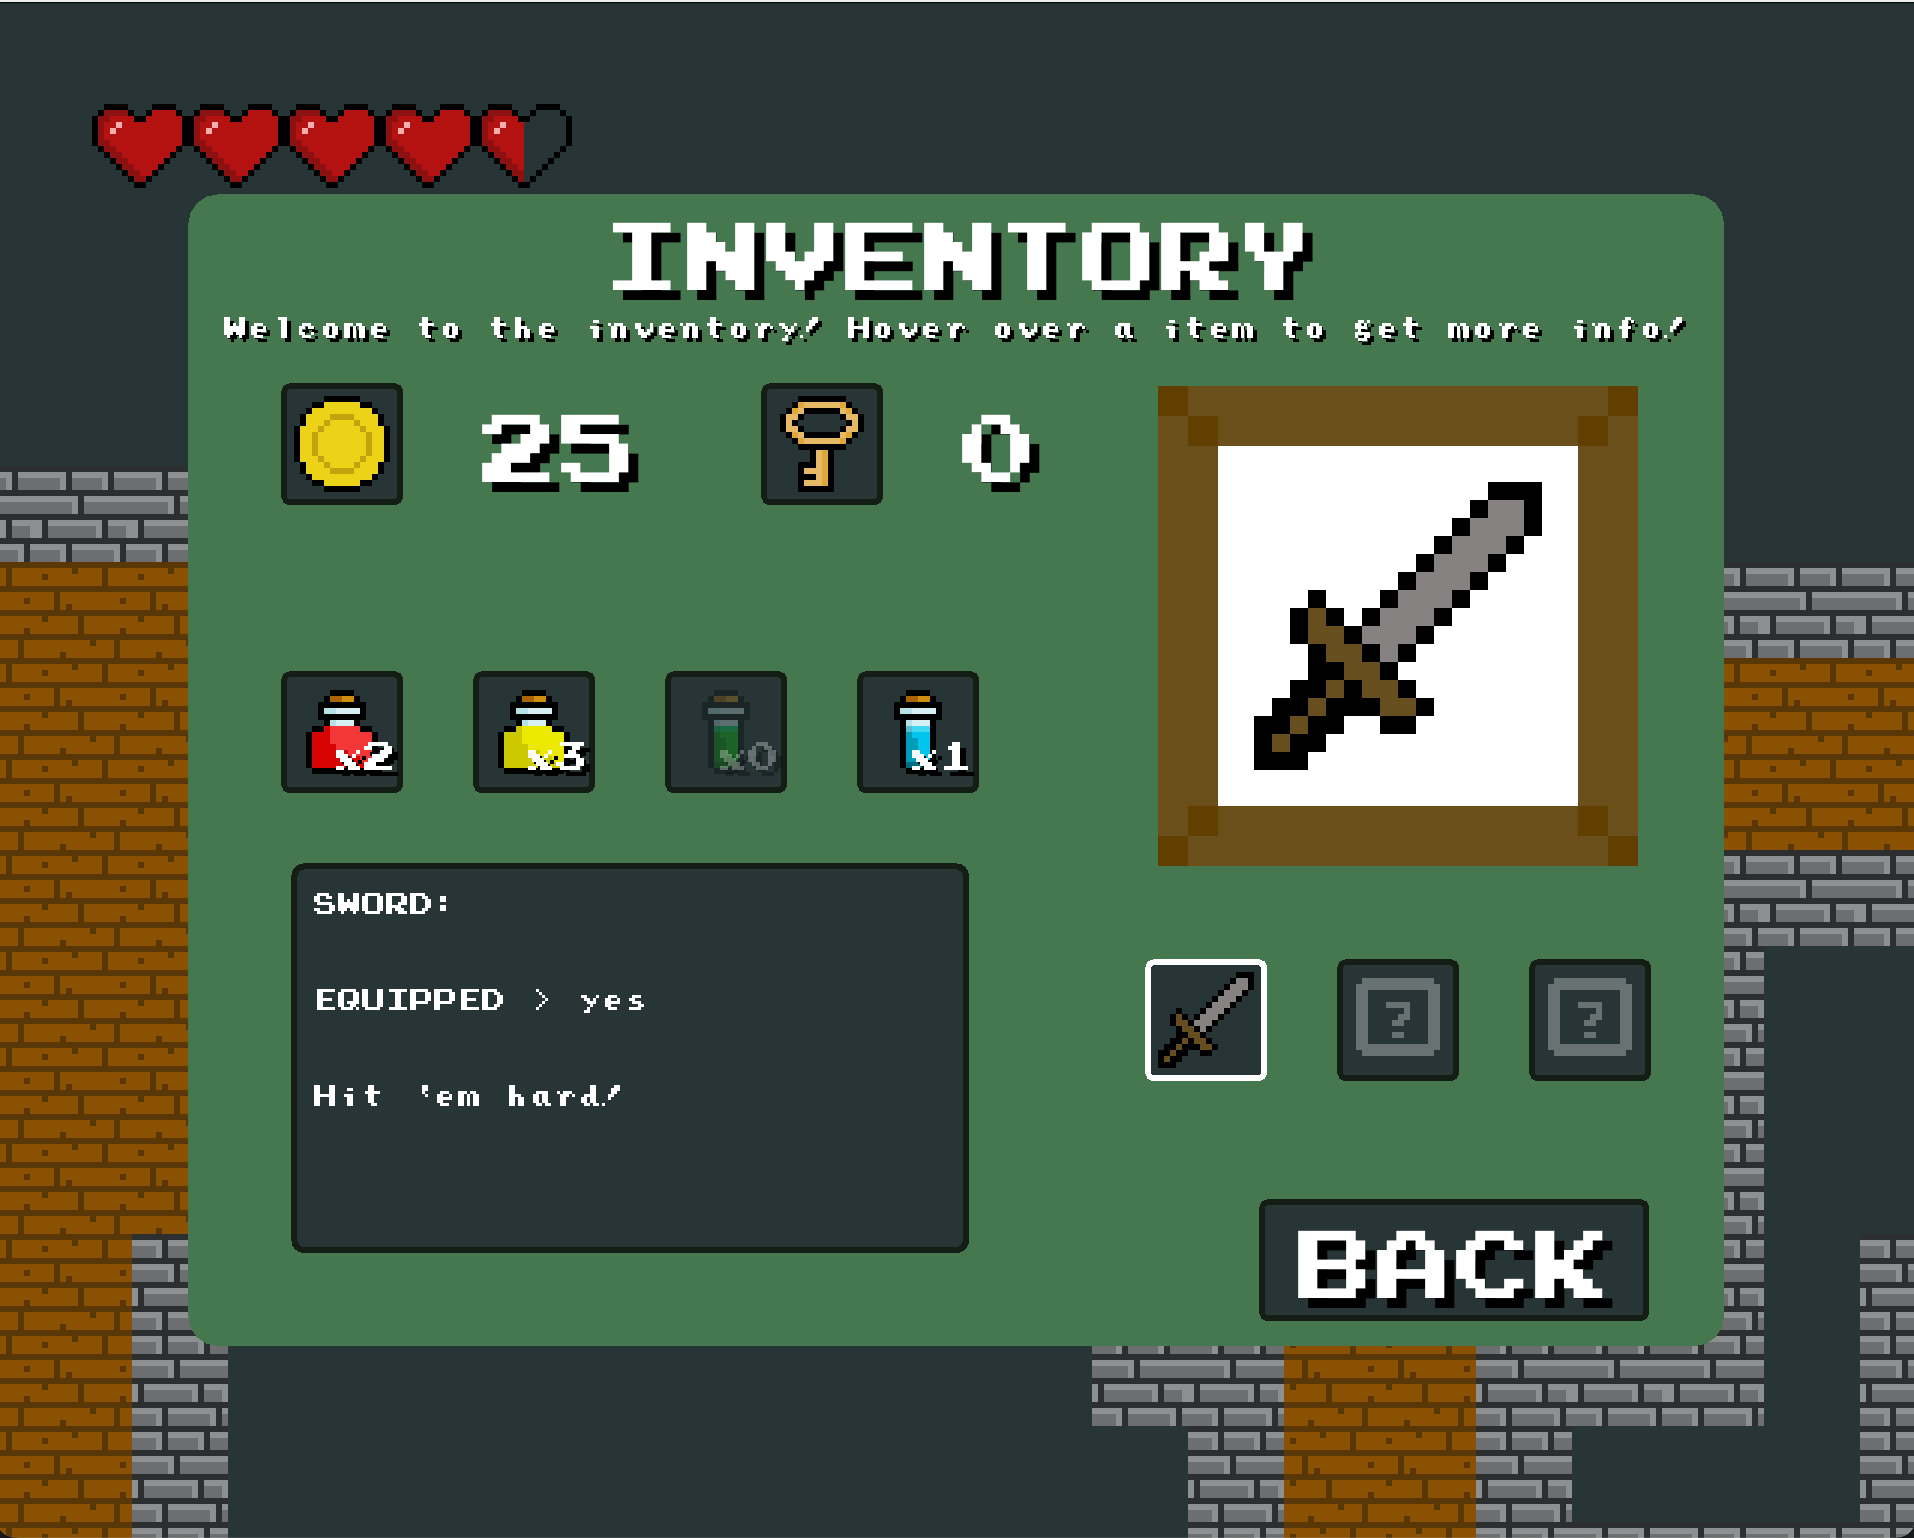 INVENTORY
Welcome to the inventory! Hover over a item to get more info!
25
0
x2
x3
x0
x1
SWORD:
EQUIPPED > yes
Hit 'em hard!
?
?
BACK